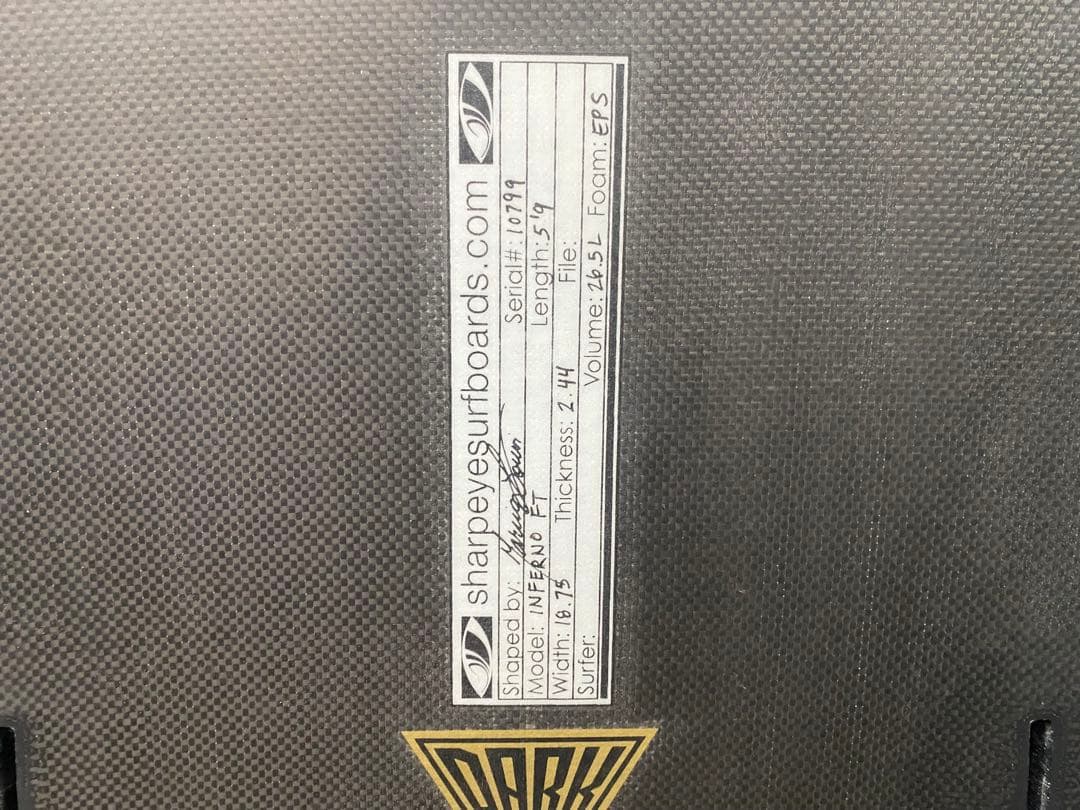 sharpeyesurfboards.com
Shaped by: Serial#: 10799
Model: INFERNO FT Length: 5'9
Width: 18.75 Thickness: 2.44 File:
Surfer: Volume: 26.5L Foam: EPS
DARK